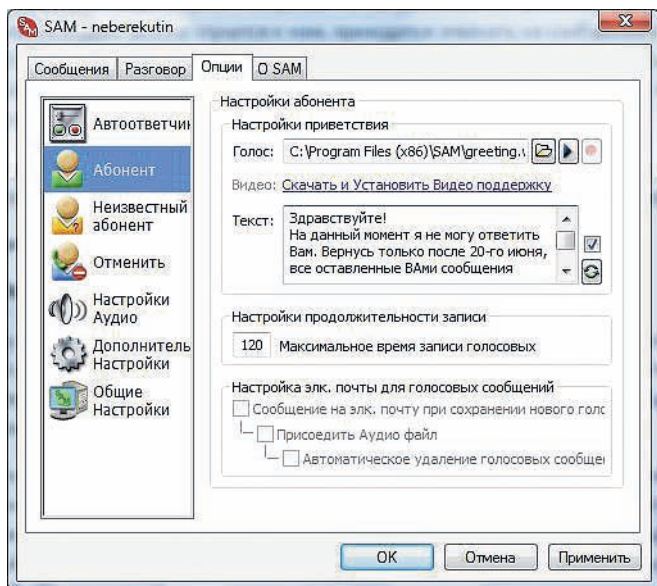 SAM - neberekutin
Сообщения Разговор Опции О SAM
Автоответчик
Абонент
Неизвестный
абонент
Отменить
Настройки
Аудио
Дополнитель
Настройки
Общие
Настройки
Настройки абонента
Настройки приветствия
Голос: C:\Program Files (x86)\SAM\greeting.
Видео: Скачать и Установить Видео поддержку
Текст: Здравствуйте!
На данный момент я не могу ответить
Вам. Вернусь только после 20-го июня,
все оставленные ВАми сообщения
Настройки продолжительности записи
120 Максимальное время записи голосовых
Настройка элк. почты для голосовых сообщений
Сообщение на элк. почту при сохранении нового голо
Присоедить Аудио файл
Автоматическое удаление голосовых сообще
OK Отмена Применить